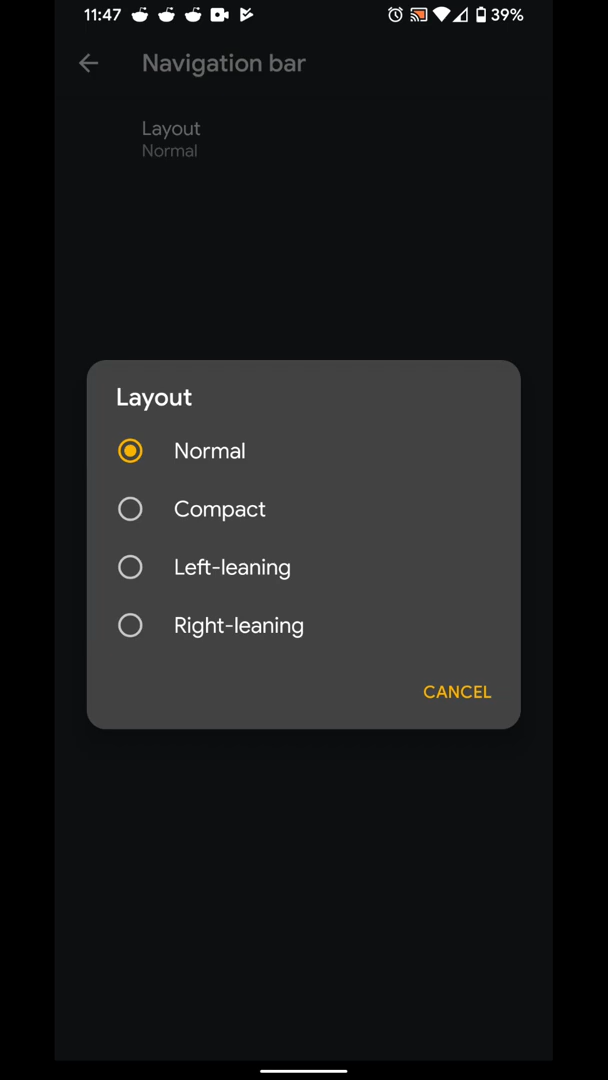 11:47 39%
Navigation bar
Layout
Normal
Layout
Normal
Compact
Left-leaning
Right-leaning
CANCEL